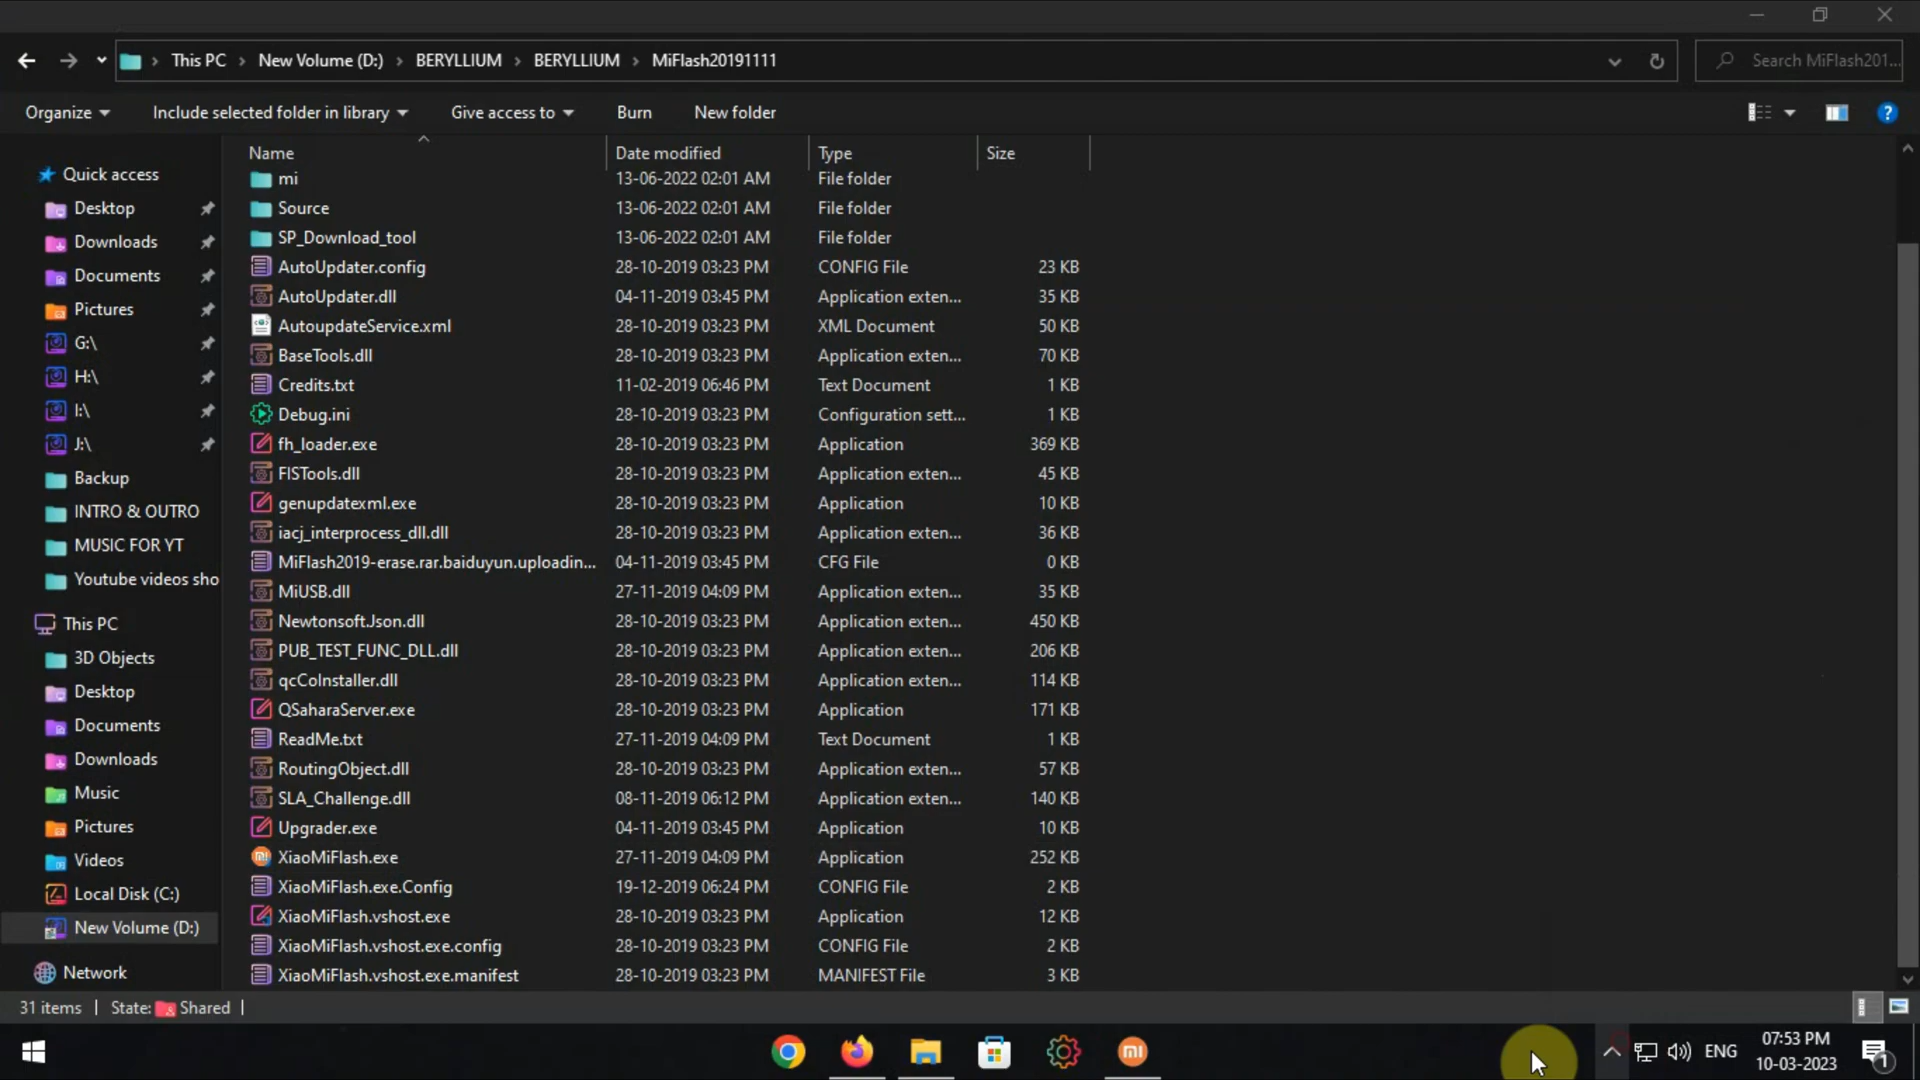 This PC > New Volume (D:) > BERYLLIUM > BERYLLIUM > MiFlash20191111
Search MiFlash201...
Organize Include selected folder in library Give access to Burn New folder
Name Date modified Type Size
Quick access
Desktop
Downloads
Documents
Pictures
G:\
H:\
I:\
J:\
Backup
INTRO & OUTRO
MUSIC FOR YT
Youtube videos sho
This PC
3D Objects
Desktop
Documents
Downloads
Music
Pictures
Videos
Local Disk (C:)
New Volume (D:)
Network
mi 13-06-2022 02:01 AM File folder
Source 13-06-2022 02:01 AM File folder
SP_Download_tool 13-06-2022 02:01 AM File folder
AutoUpdater.config 28-10-2019 03:23 PM CONFIG File 23 KB
AutoUpdater.dll 04-11-2019 03:45 PM Application exten... 35 KB
AutoupdateService.xml 28-10-2019 03:23 PM XML Document 50 KB
BaseTools.dll 28-10-2019 03:23 PM Application exten... 70 KB
Credits.txt 11-02-2019 06:46 PM Text Document 1 KB
Debug.ini 28-10-2019 03:23 PM Configuration sett... 1 KB
fh_loader.exe 28-10-2019 03:23 PM Application 369 KB
FISTools.dll 28-10-2019 03:23 PM Application exten... 45 KB
genupdatexml.exe 28-10-2019 03:23 PM Application 10 KB
iacj_interprocess_dll.dll 28-10-2019 03:23 PM Application exten... 36 KB
MiFlash2019-erase.rar.baiduyun.uploadin... 04-11-2019 03:45 PM CFG File 0 KB
MiUSB.dll 27-11-2019 04:09 PM Application exten... 35 KB
Newtonsoft.Json.dll 28-10-2019 03:23 PM Application exten... 450 KB
PUB_TEST_FUNC_DLL.dll 28-10-2019 03:23 PM Application exten... 206 KB
qcCoInstaller.dll 28-10-2019 03:23 PM Application exten... 114 KB
QSaharaServer.exe 28-10-2019 03:23 PM Application 171 KB
ReadMe.txt 27-11-2019 04:09 PM Text Document 1 KB
RoutingObject.dll 28-10-2019 03:23 PM Application exten... 57 KB
SLA_Challenge.dll 08-11-2019 06:12 PM Application exten... 140 KB
Upgrader.exe 04-11-2019 03:45 PM Application 10 KB
XiaoMiFlash.exe 27-11-2019 04:09 PM Application 252 KB
XiaoMiFlash.exe.Config 19-12-2019 06:24 PM CONFIG File 2 KB
XiaoMiFlash.vshost.exe 28-10-2019 03:23 PM Application 12 KB
XiaoMiFlash.vshost.exe.config 28-10-2019 03:23 PM CONFIG File 2 KB
XiaoMiFlash.vshost.exe.manifest 28-10-2019 03:23 PM MANIFEST File 3 KB
31 items State: Shared
ENG
07:53 PM
10-03-2023
1